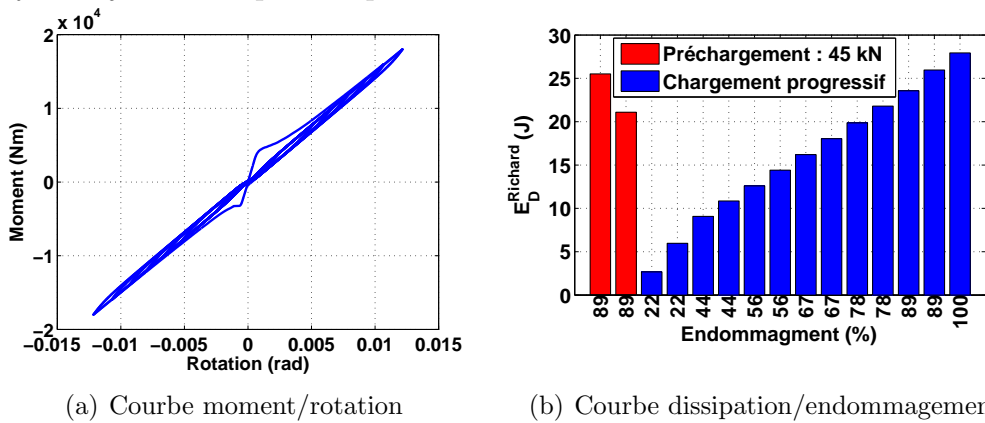 x 10⁴
2
1
0
−1
−2
−0.015 −0.01 −0.005 0 0.005 0.01 0.015
Moment (Nm)
Rotation (rad)
(a) Courbe moment/rotation
30
25
20
15
10
5
0
E_D^Richard (J)
Préchargement : 45 kN
Chargement progressif
89 89 22 22 44 44 56 56 67 67 78 78 89 89 100
Endommagment (%)
(b) Courbe dissipation/endommagemen